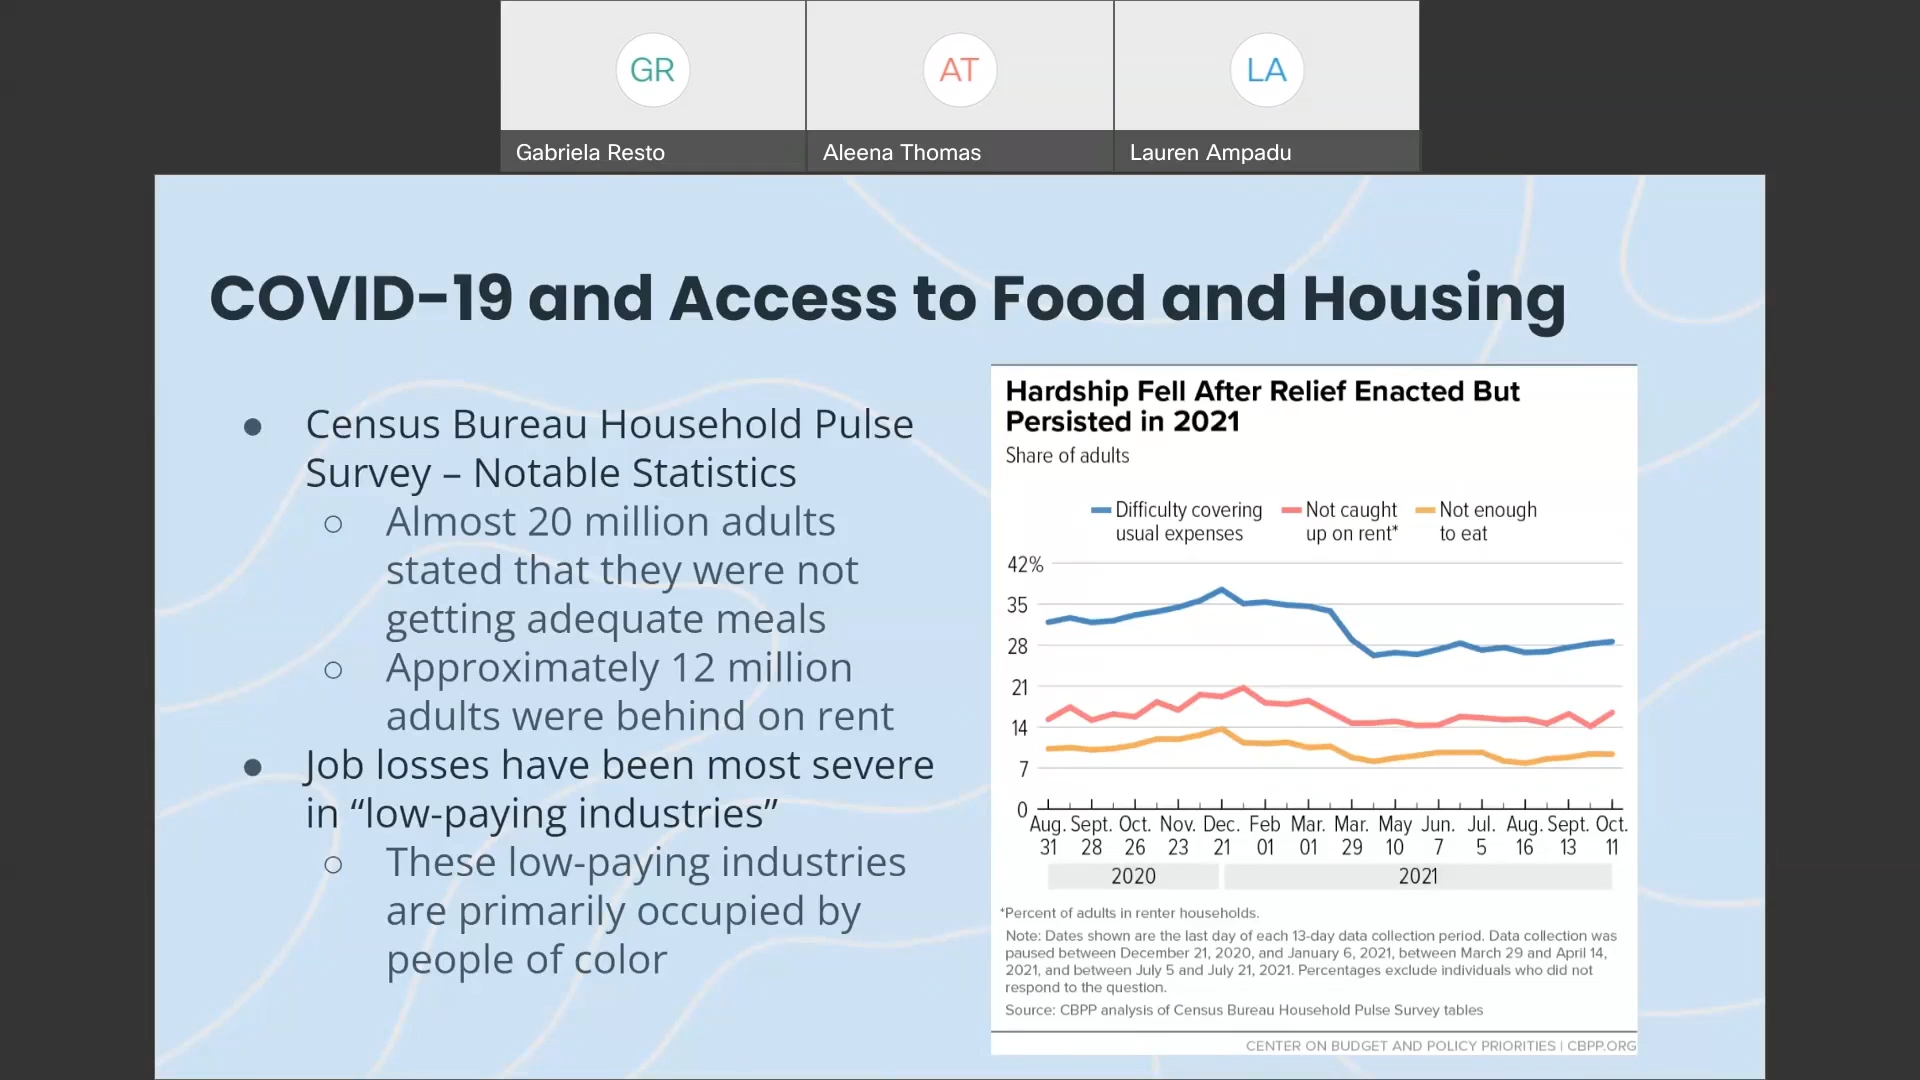 GR
AT
LA
Gabriela Resto
Aleena Thomas
Lauren Ampadu
COVID-19 and Access to Food and Housing
● Census Bureau Household Pulse
Survey – Notable Statistics
○ Almost 20 million adults
stated that they were not
getting adequate meals
○ Approximately 12 million
adults were behind on rent
● Job losses have been most severe
in “low-paying industries”
○ These low-paying industries
are primarily occupied by
people of color
Hardship Fell After Relief Enacted But
Persisted in 2021
Share of adults
Difficulty covering
usual expenses
Not caught
up on rent*
Not enough
to eat
42%
35
28
21
14
7
0
Aug. Sept. Oct. Nov. Dec. Feb Mar. Mar. May Jun. Jul. Aug. Sept. Oct.
31 28 26 23 21 01 01 29 10 7 5 16 13 11
2020 2021
*Percent of adults in renter households.
Note: Dates shown are the last day of each 13-day data collection period. Data collection was
paused between December 21, 2020, and January 6, 2021, between March 29 and April 14,
2021, and between July 5 and July 21, 2021. Percentages exclude individuals who did not
respond to the question.
Source: CBPP analysis of Census Bureau Household Pulse Survey tables
CENTER ON BUDGET AND POLICY PRIORITIES | CBPP.ORG